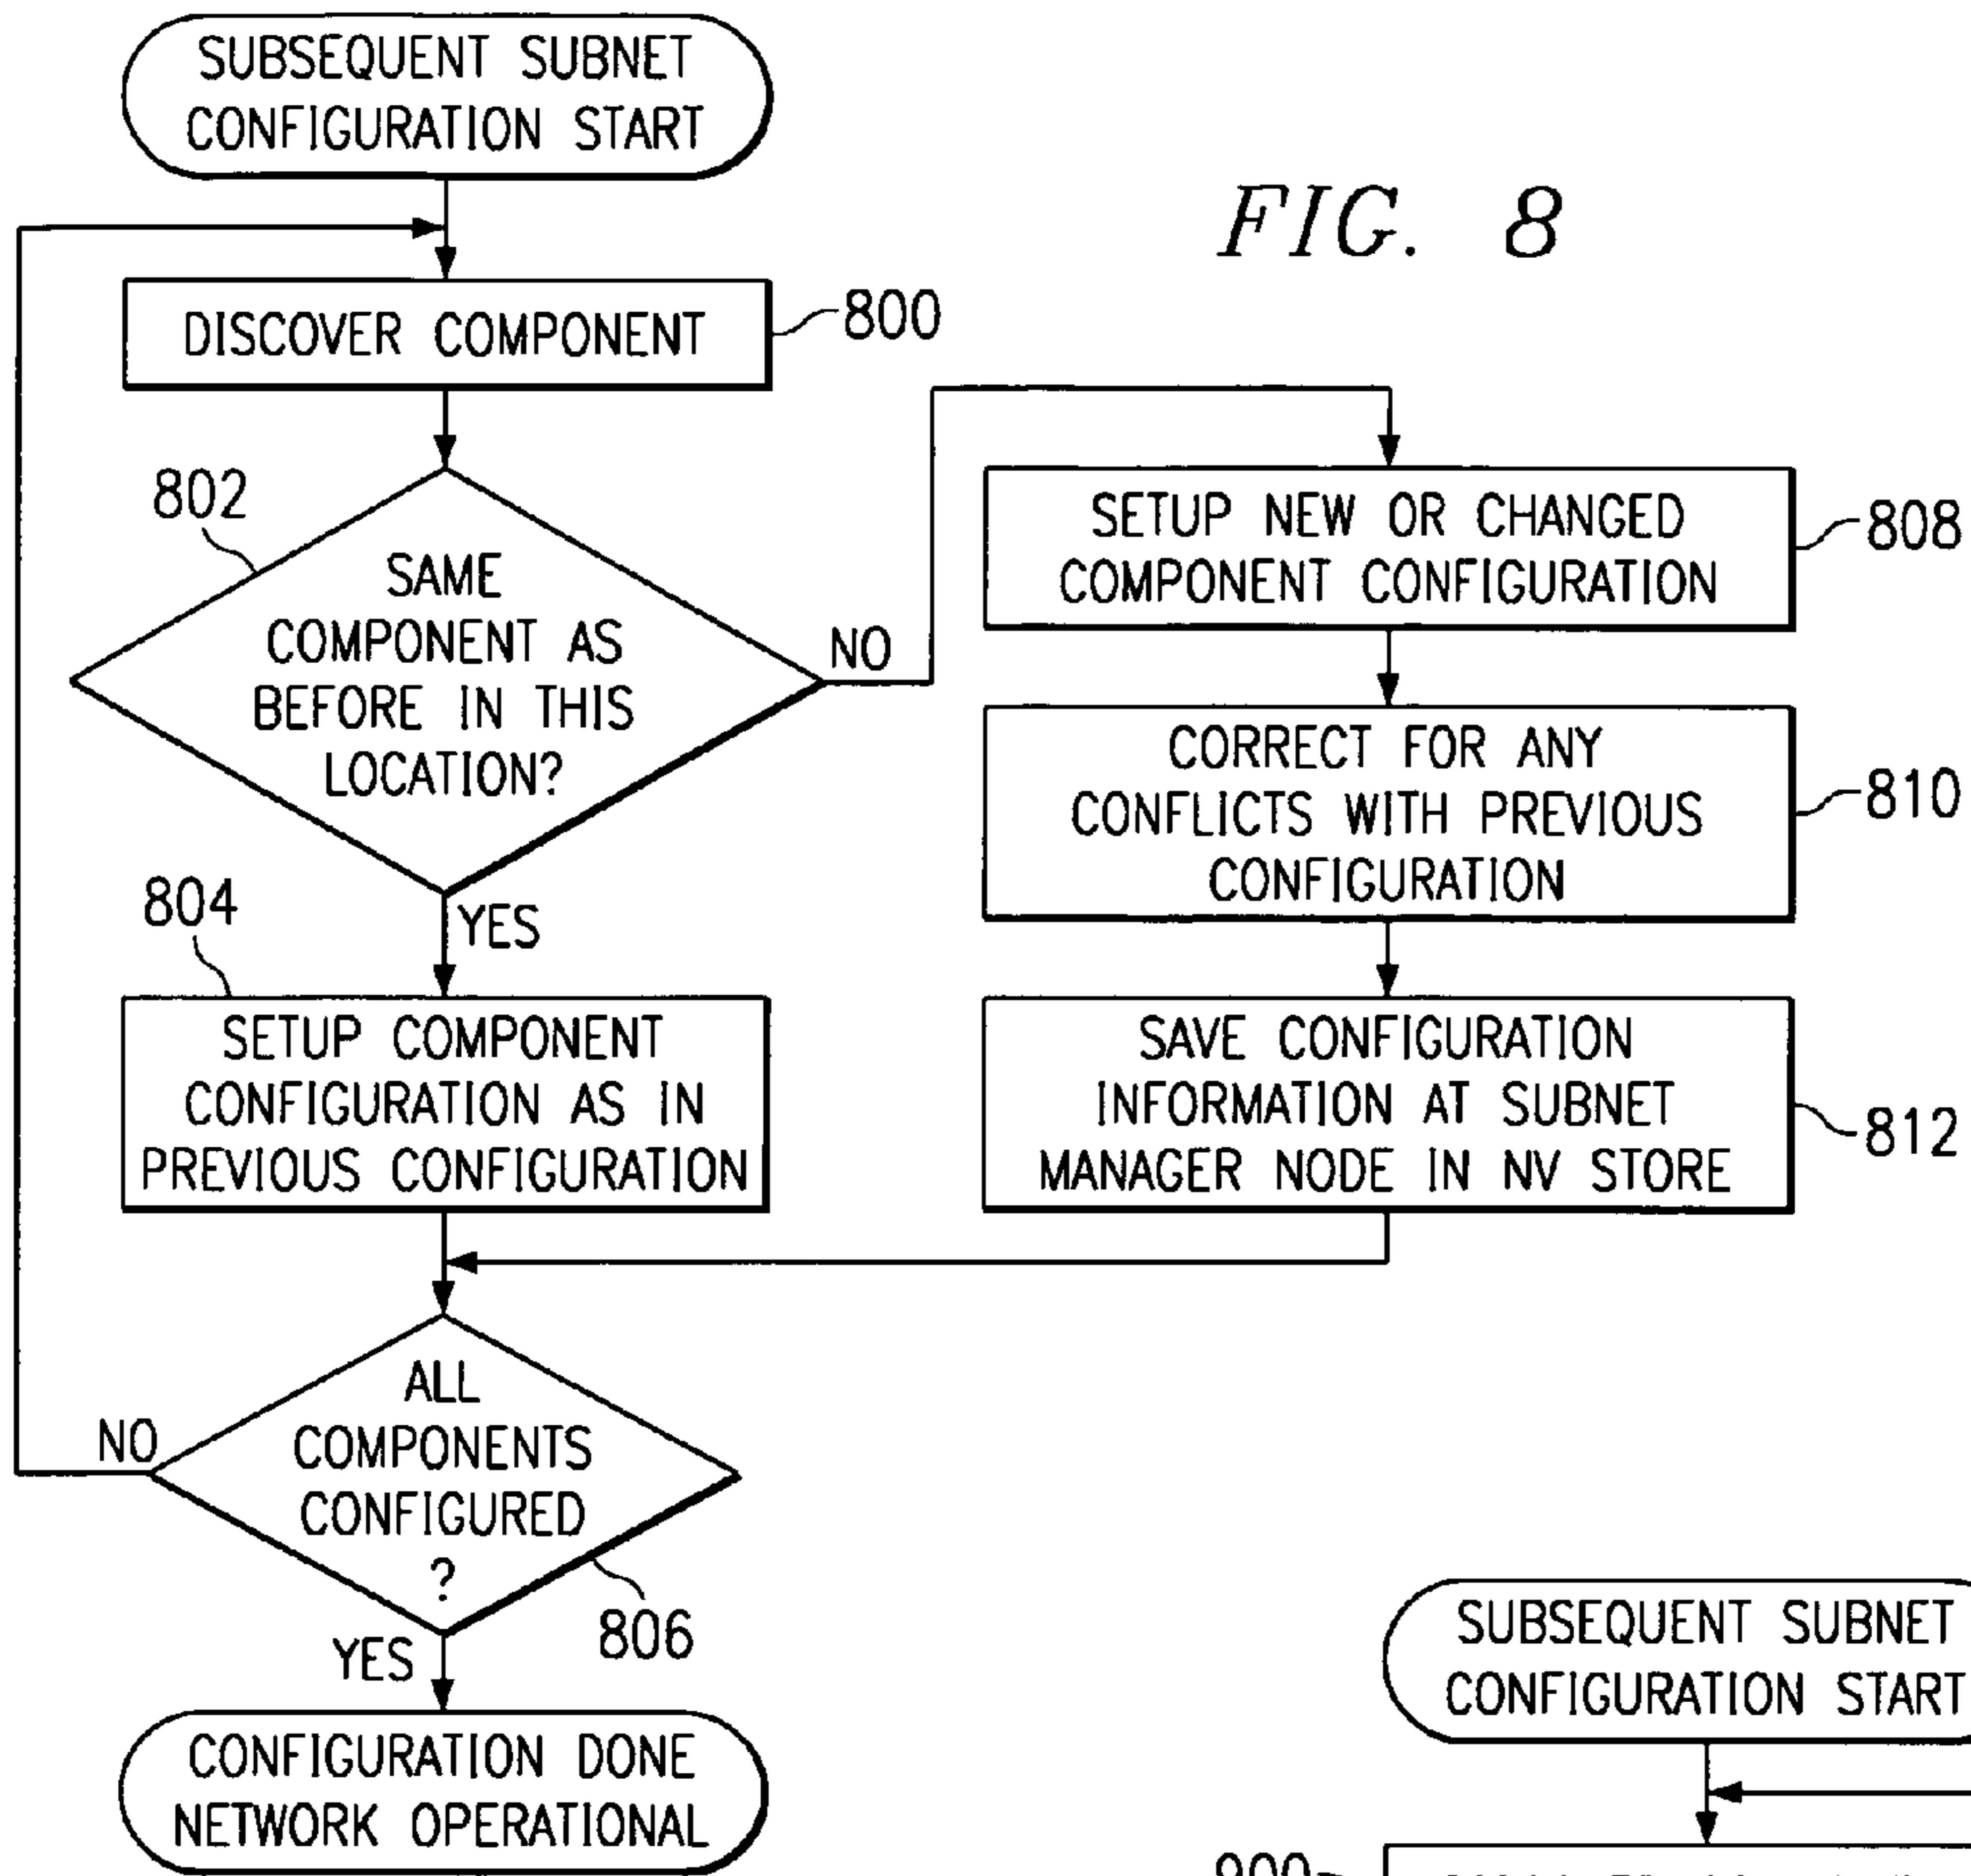 SUBSEQUENT SUBNET
CONFIGURATION START
FIG. 8
DISCOVER COMPONENT
800
802
SAME
COMPONENT AS
BEFORE IN THIS
LOCATION?
NO
YES
SETUP NEW OR CHANGED
COMPONENT CONFIGURATION
808
CORRECT FOR ANY
CONFLICTS WITH PREVIOUS
CONFIGURATION
810
804
SETUP COMPONENT
CONFIGURATION AS IN
PREVIOUS CONFIGURATION
SAVE CONFIGURATION
INFORMATION AT SUBNET
MANAGER NODE IN NV STORE
812
ALL
COMPONENTS
CONFIGURED
?
NO
806
YES
CONFIGURATION DONE
NETWORK OPERATIONAL
SUBSEQUENT SUBNET
CONFIGURATION START
900